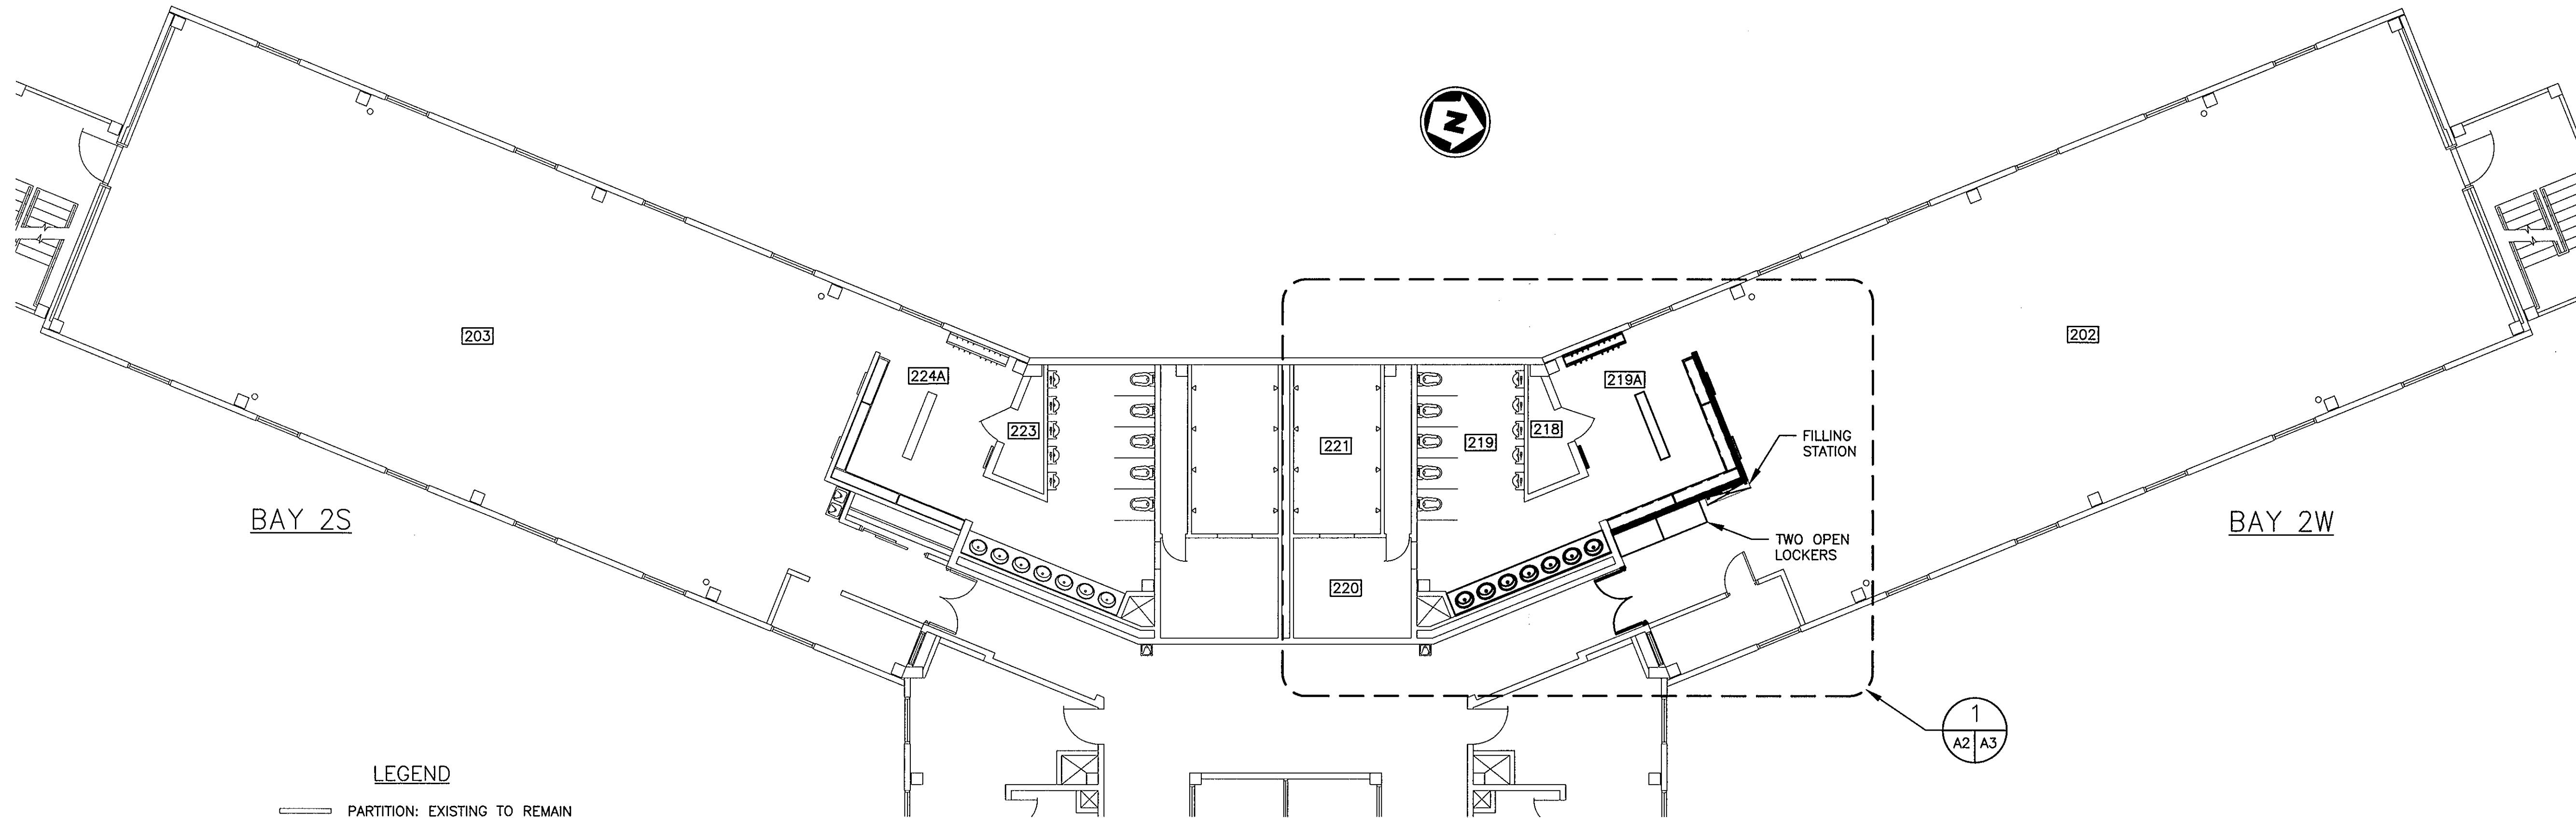 N
203
202
224A
219A
223
218
221
219
FILLING
STATION
BAY 2S
BAY 2W
TWO OPEN
LOCKERS
220
1
A2 A3
LEGEND
PARTITION: EXISTING TO REMAIN